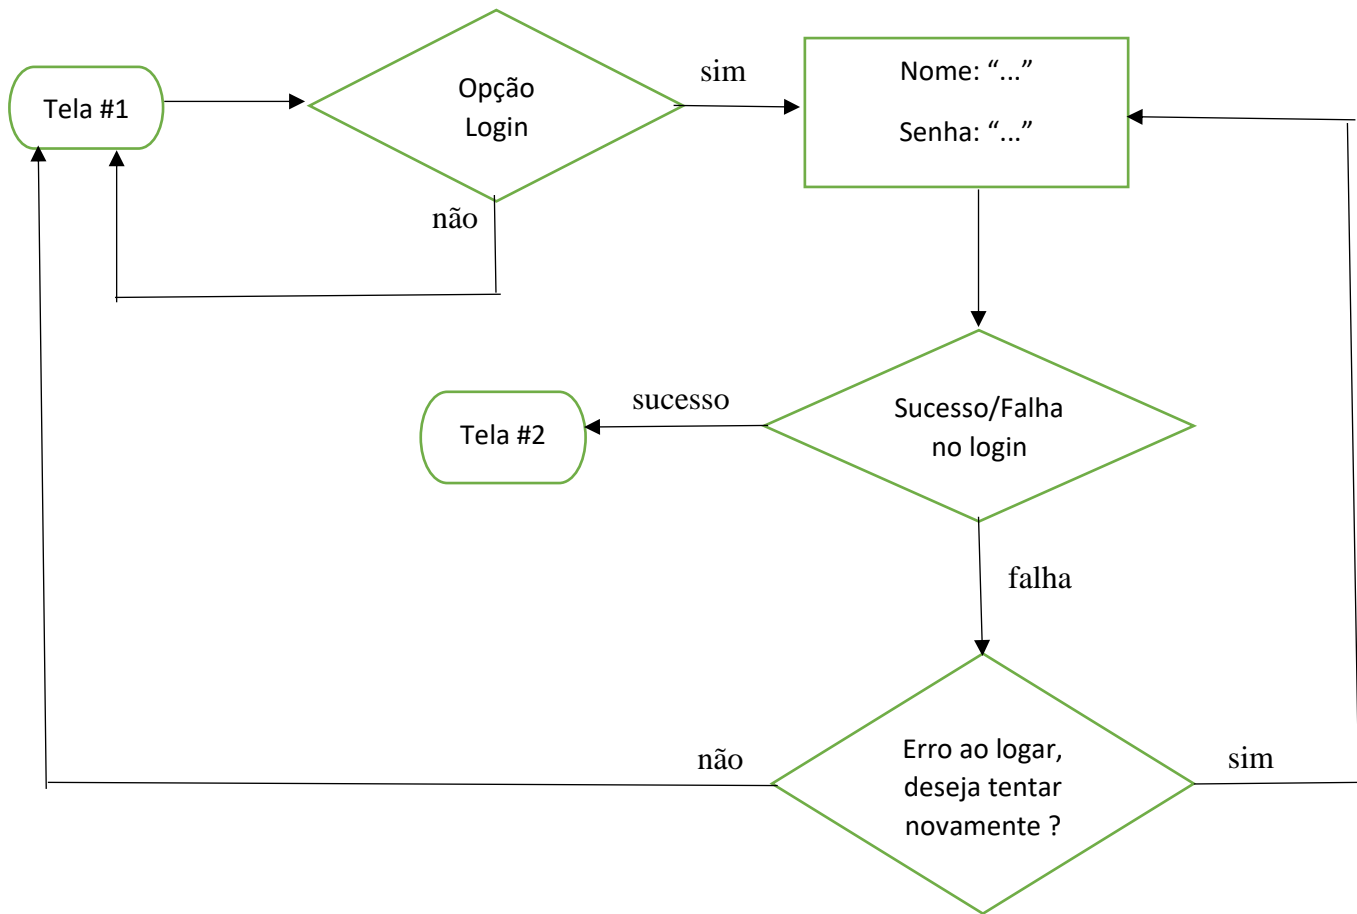 Tela #1
Opção
Login
sim
Nome: “...”
Senha: “...”
não
sucesso
Tela #2
Sucesso/Falha
no login
falha
não
Erro ao logar,
deseja tentar
novamente ?
sim